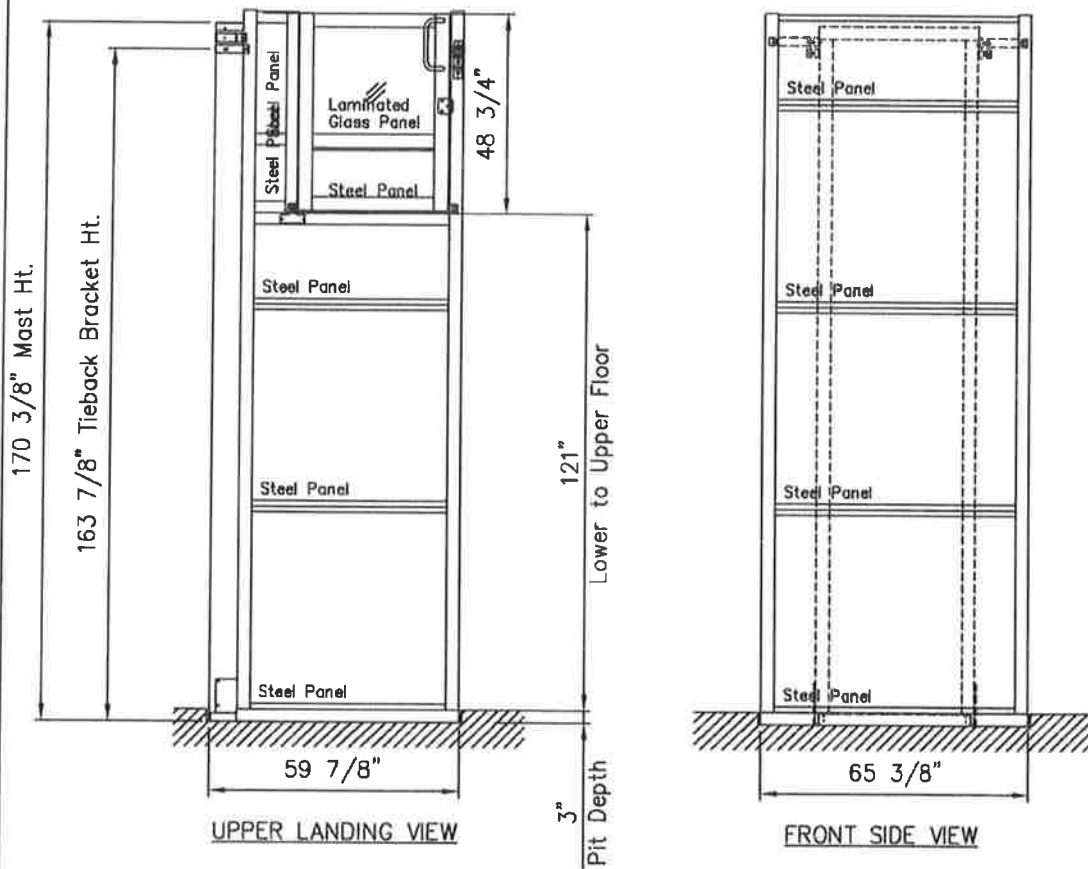 170 3/8" Mast Ht.
163 7/8" Tieback Bracket Ht.
Steel Panel
Steel Panel
Laminated
Glass Panel
Steel Panel
48 3/4"
Steel Panel
Steel Panel
Steel Panel
121"
Lower to Upper Floor
59 7/8"
3"
Pit Depth
UPPER LANDING VIEW
Steel Panel
Steel Panel
Steel Panel
Steel Panel
65 3/8"
FRONT SIDE VIEW